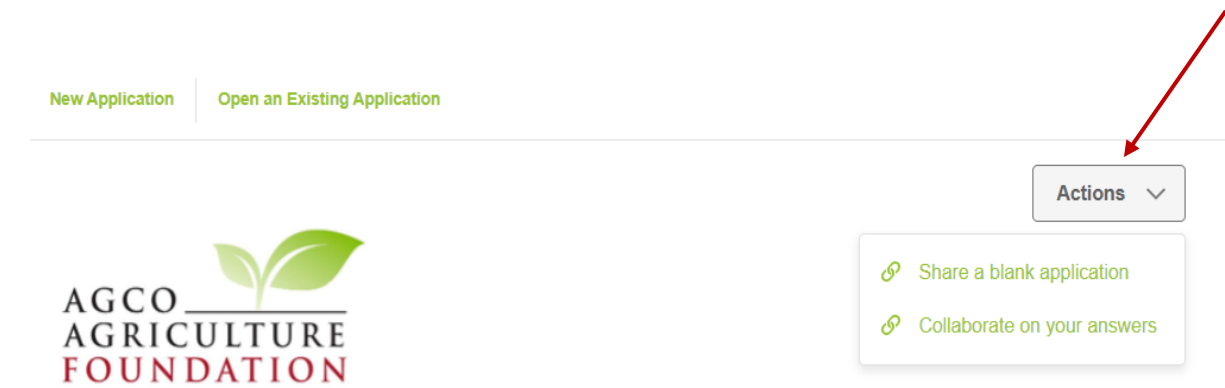 New Application
Open an Existing Application
Actions
Share a blank application
Collaborate on your answers
AGCO
AGRICULTURE
FOUNDATION